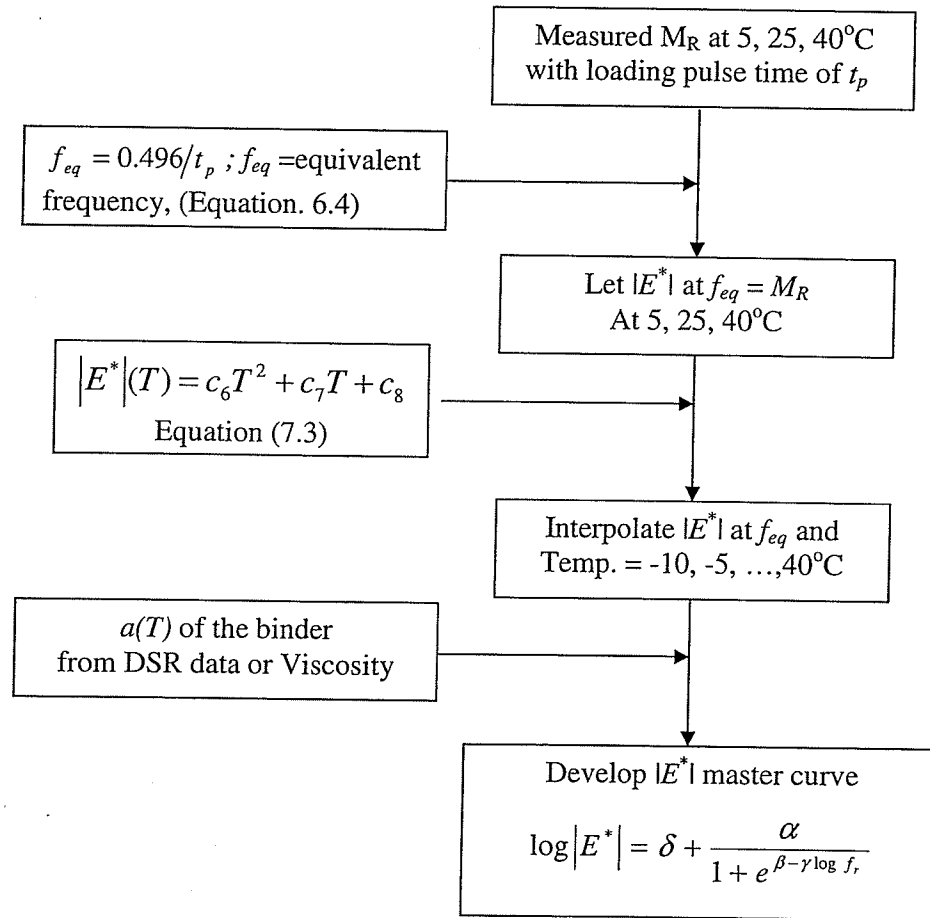 Measured M_R at 5, 25, 40°C
with loading pulse time of t_p
f_eq = 0.496/t_p ; f_eq =equivalent
frequency, (Equation. 6.4)
Let |E*| at f_eq = M_R
At 5, 25, 40°C
|E*|(T) = c_6T^2 + c_7T + c_8
Equation (7.3)
Interpolate |E*| at f_eq and
Temp. = -10, -5, …,40°C
a(T) of the binder
from DSR data or Viscosity
Develop |E*| master curve
log|E*| = δ + α / (1 + e^(β−γ log f_r))